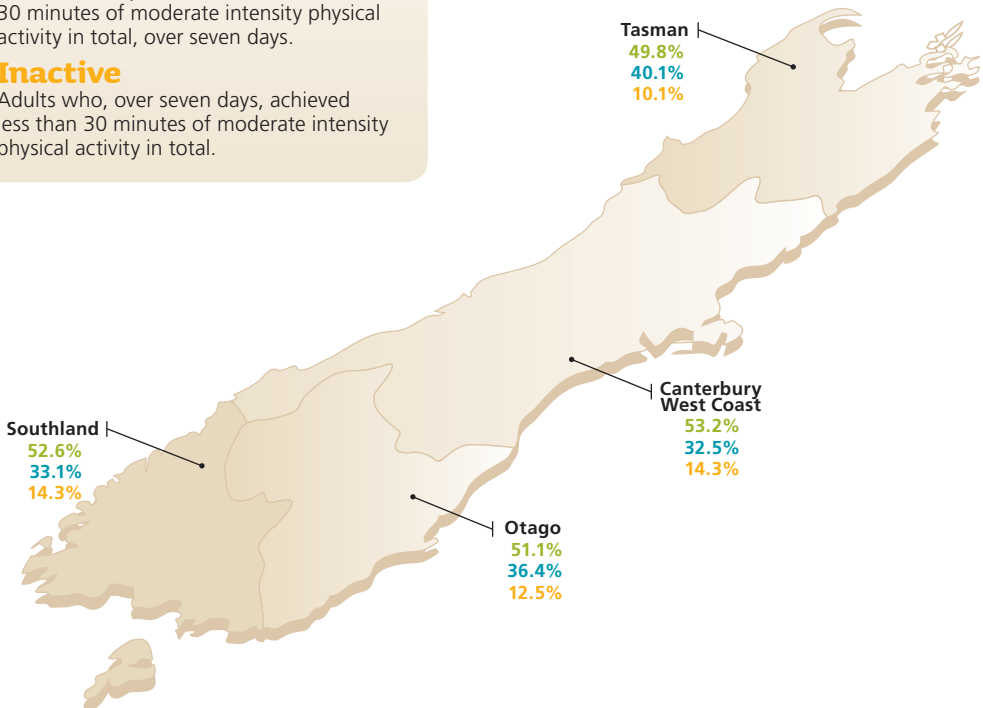 30 minutes of moderate intensity physical
activity in total, over seven days.
Inactive
Adults who, over seven days, achieved
less than 30 minutes of moderate intensity
physical activity in total.
Tasman
49.8%
40.1%
10.1%
Canterbury
West Coast
53.2%
32.5%
14.3%
Southland
52.6%
33.1%
14.3%
Otago
51.1%
36.4%
12.5%